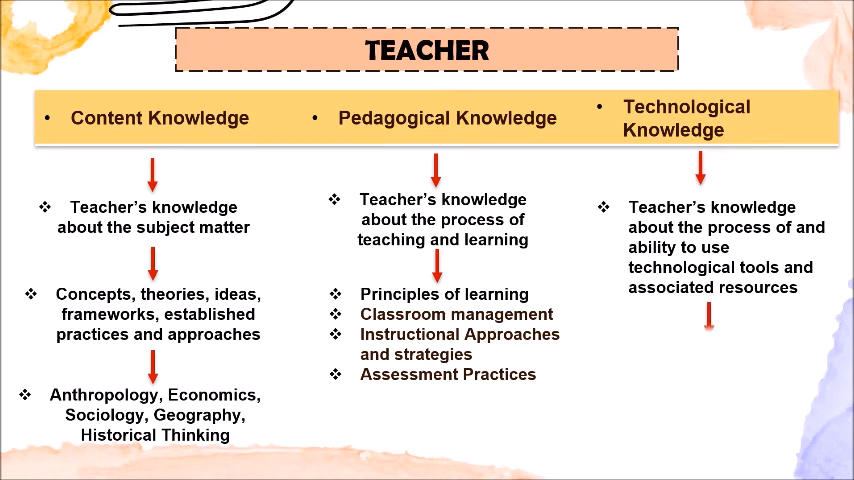 TEACHER
• Content Knowledge
• Pedagogical Knowledge
• Technological
Knowledge
❖ Teacher's knowledge
about the subject matter
❖ Concepts, theories, ideas,
frameworks, established
practices and approaches
❖ Anthropology, Economics,
Sociology, Geography,
Historical Thinking
❖ Teacher's knowledge
about the process of
teaching and learning
❖ Principles of learning
❖ Classroom management
❖ Instructional Approaches
and strategies
❖ Assessment Practices
❖ Teacher's knowledge
about the process of and
ability to use
technological tools and
associated resources